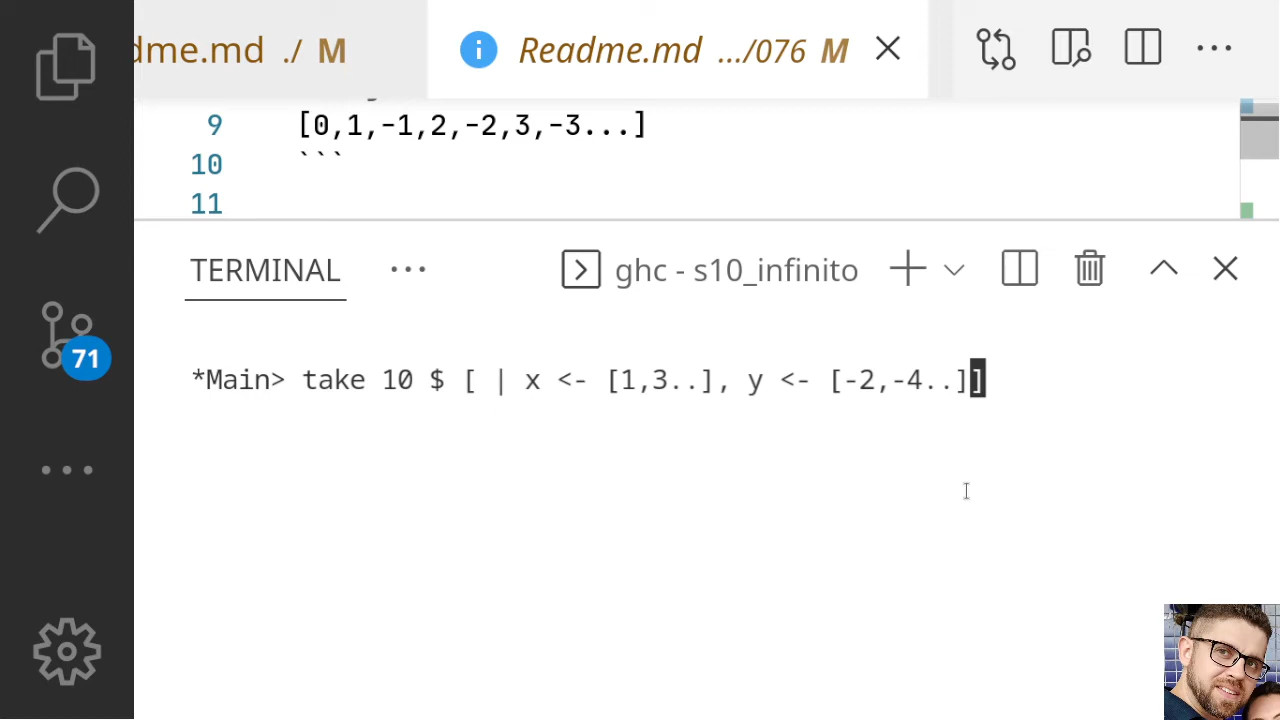 dme.md ./ M
Readme.md .../076 M
9 [0,1,-1,2,-2,3,-3...]
10 ```
11
TERMINAL
ghc - s10_infinito
*Main> take 10 $ [ | x <- [1,3..], y <- [-2,-4..]]
71